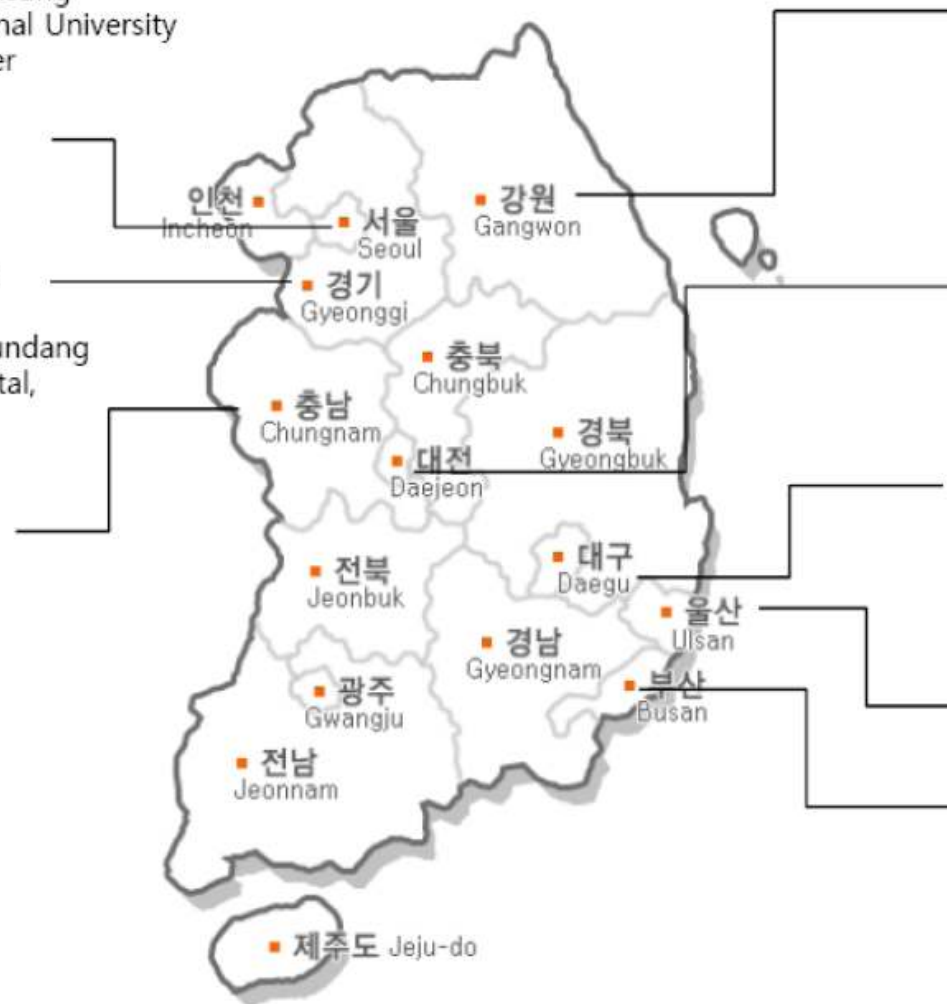 nal University
인천
Incheon
서울
Seoul
강원
Gangwon
경기
Gyeonggi
undang
tal,
충북
Chungbuk
충남
Chungnam
경북
Gyeongbuk
대전
Daejeon
대구
Daegu
전북
Jeonbuk
울산
Ulsan
경남
Gyeongnam
부산
Busan
광주
Gwangju
전남
Jeonnam
제주도 Jeju-do